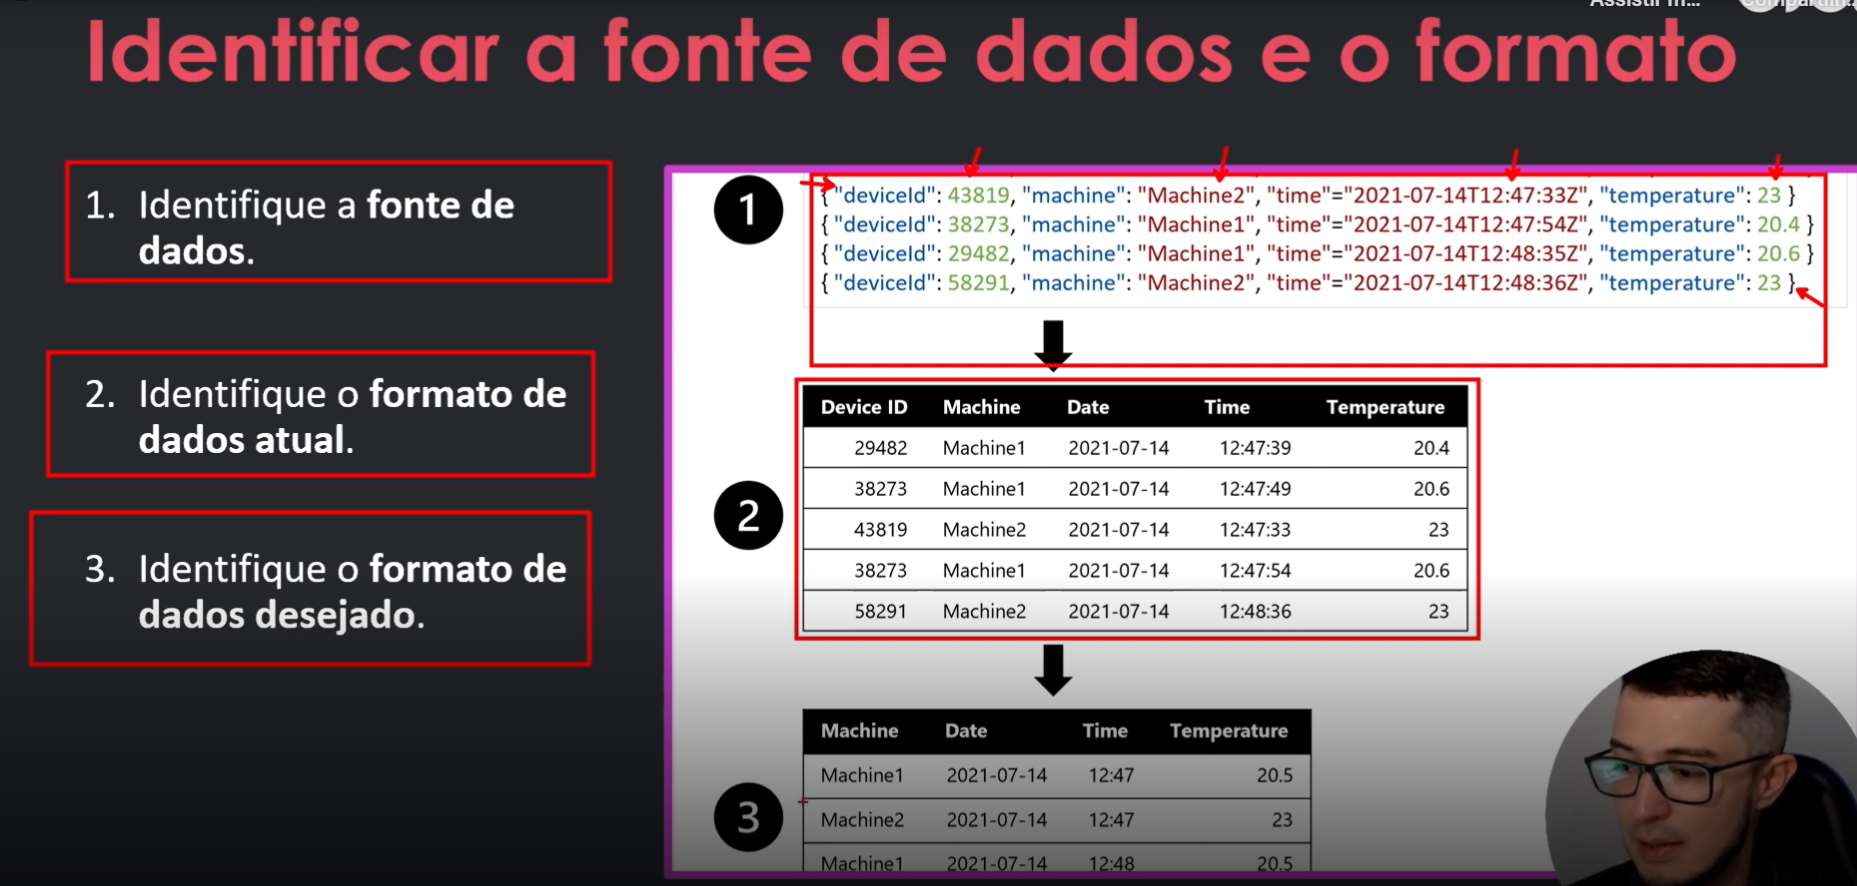 Identificar a fonte de dados e o formato
1. Identifique a fonte de
dados.
2. Identifique o formato de
dados atual.
3. Identifique o formato de
dados desejado.
1
{ "deviceId": 43819, "machine": "Machine2", "time"="2021-07-14T12:47:33Z", "temperature": 23 }
{ "deviceId": 38273, "machine": "Machine1", "time"="2021-07-14T12:47:54Z", "temperature": 20.4 }
{ "deviceId": 29482, "machine": "Machine1", "time"="2021-07-14T12:48:35Z", "temperature": 20.6 }
{ "deviceId": 58291, "machine": "Machine2", "time"="2021-07-14T12:48:36Z", "temperature": 23 }
2
Device ID Machine Date Time Temperature
29482 Machine1 2021-07-14 12:47:39 20.4
38273 Machine1 2021-07-14 12:47:49 20.6
43819 Machine2 2021-07-14 12:47:33 23
38273 Machine1 2021-07-14 12:47:54 20.6
58291 Machine2 2021-07-14 12:48:36 23
3
Machine Date Time Temperature
Machine1 2021-07-14 12:47 20.5
Machine2 2021-07-14 12:47 23
Machine1 2021-07-14 12:48 20.5